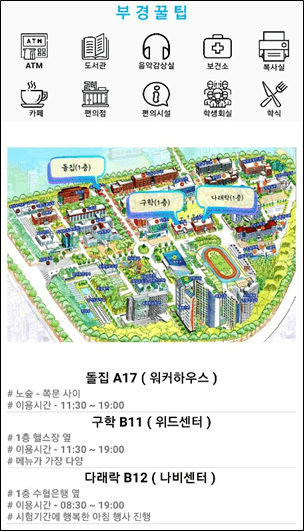 부경꿀팁
ATM
ATM 도서관 음악감상실 보건소 복사실
카페 편의점 편의시설 학생회실 학식
돌집(1층)
구학(1층) 다래락(1층)
돌집 A17 ( 워커하우스 )
# 노숲 - 쪽문 사이
# 이용시간 - 11:30 ~ 19:00
구학 B11 ( 위드센터 )
# 1층 헬스장 옆
# 이용시간 - 11:30 ~ 19:00
# 메뉴가 가장 다양
다래락 B12 ( 나비센터 )
# 1층 수협은행 옆
# 이용시간 - 08:30 ~ 19:00
# 시험기간에 행복한 아침 행사 진행